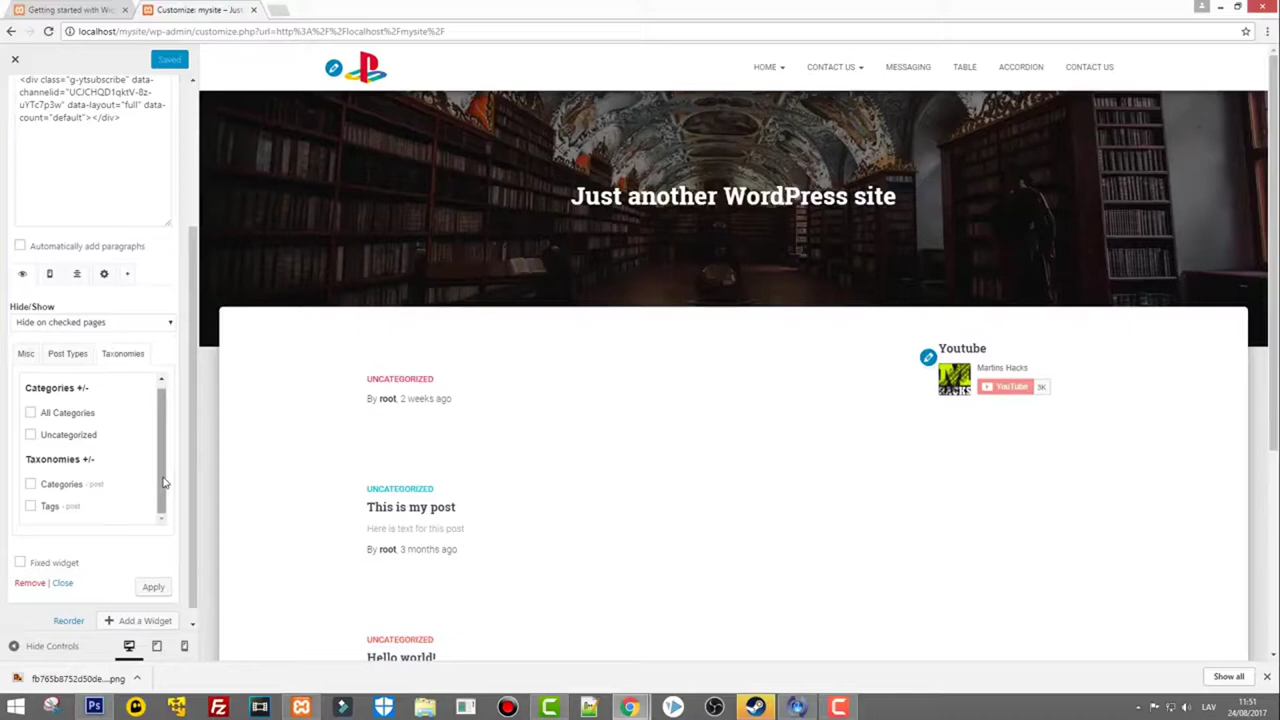 Getting started with Wo
Customize: mysite – Just
localhost/mysite/wp-admin/customize.php?url=http%3A%2F%2Flocalhost%2Fmysite%2F
Saved
<div class="g-ytsubscribe" data-
channelid="UCJCHQD1qktV-8z-
uYTc7p3w" data-layout="full" data-
count="default"></div>
Automatically add paragraphs
Hide/Show
Hide on checked pages
Misc
Post Types
Taxonomies
Categories +/-
All Categories
Uncategorized
Taxonomies +/-
Categories - post
Tags - post
Fixed widget
Remove | Close
Apply
Reorder
Add a Widget
Hide Controls
HOME
CONTACT US
MESSAGING
TABLE
ACCORDION
CONTACT US
Just another WordPress site
UNCATEGORIZED
By root, 2 weeks ago
UNCATEGORIZED
This is my post
Here is text for this post
By root, 3 months ago
UNCATEGORIZED
Hello world!
Youtube
Martins Hacks
HACKS
YouTube
3K
fb765b8752d50de....png
Show all
LAV
11:51
24/08/2017